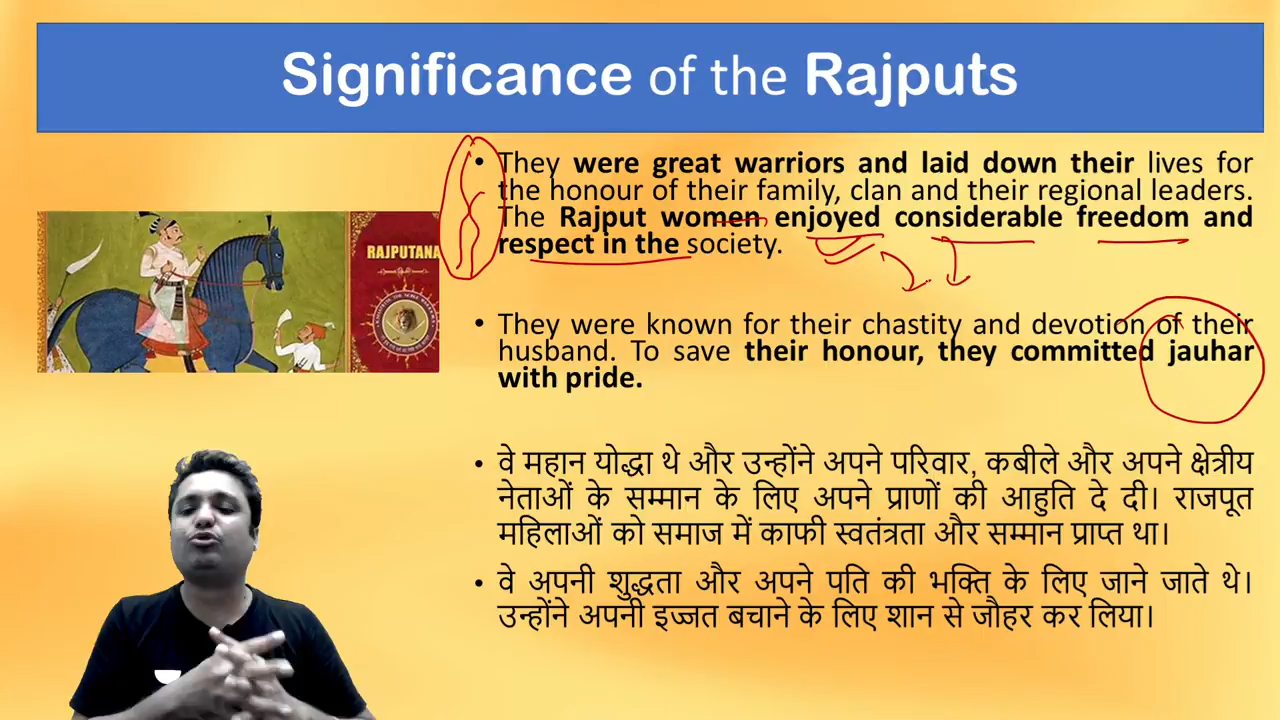 Significance of the Rajputs
• They were great warriors and laid down their lives for
the honour of their family, clan and their regional leaders.
The Rajput women enjoyed considerable freedom and
respect in the society.
RAJPUTANA
• They were known for their chastity and devotion of their
husband. To save their honour, they committed jauhar
with pride.
• वे महान योद्धा थे और उन्होंने अपने परिवार, कबीले और अपने क्षेत्रीय
नेताओं के सम्मान के लिए अपने प्राणों की आहुति दे दी। राजपूत
महिलाओं को समाज में काफी स्वतंत्रता और सम्मान प्राप्त था।
• वे अपनी शुद्धता और अपने पति की भक्ति के लिए जाने जाते थे।
उन्होंने अपनी इज्जत बचाने के लिए शान से जौहर कर लिया।